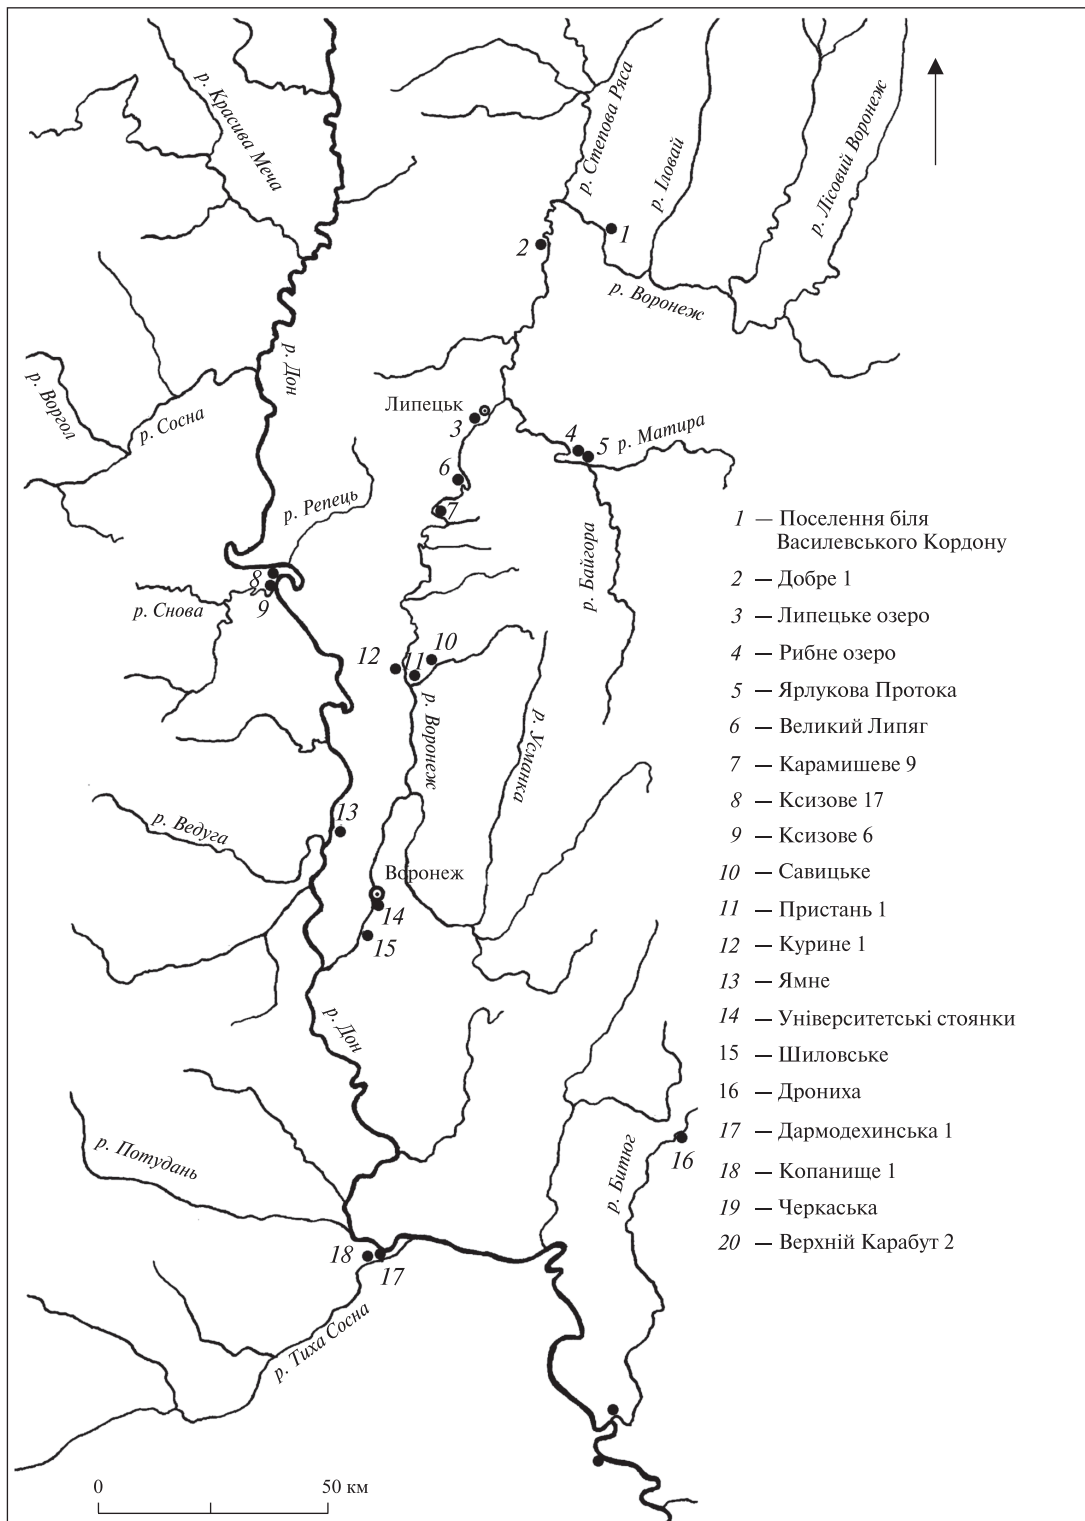 р. Красива Меча
р. Степова Ряса
р. Іловай
р. Лісовий Воронеж
1
2
р. Воронеж
р. Дон
р. Воргол
р. Сосна
Липецьк
3
4
5
р. Матира
6
7
р. Репець
р. Байгора
8
9
р. Снова
10
11
12
р. Воронеж
р. Усманка
13
р. Ведуга
Воронеж
14
15
р. Дон
р. Потудань
р. Битюг
16
18
17
р. Тиха Сосна
0 50 км
1 — Поселення біля
Василевського Кордону
2 — Добре 1
3 — Липецьке озеро
4 — Рибне озеро
5 — Ярлукова Протока
6 — Великий Липяг
7 — Карамишеве 9
8 — Ксизове 17
9 — Ксизове 6
10 — Савицьке
11 — Пристань 1
12 — Курине 1
13 — Ямне
14 — Університетські стоянки
15 — Шиловське
16 — Дрониха
17 — Дармодехинська 1
18 — Копанище 1
19 — Черкаська
20 — Верхній Карабут 2